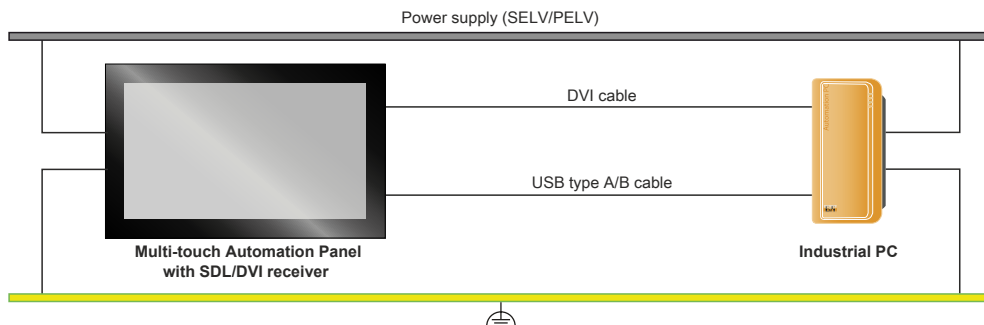 Power supply (SELV/PELV)
DVI cable
USB type A/B cable
Multi-touch Automation Panel
with SDL/DVI receiver
Industrial PC